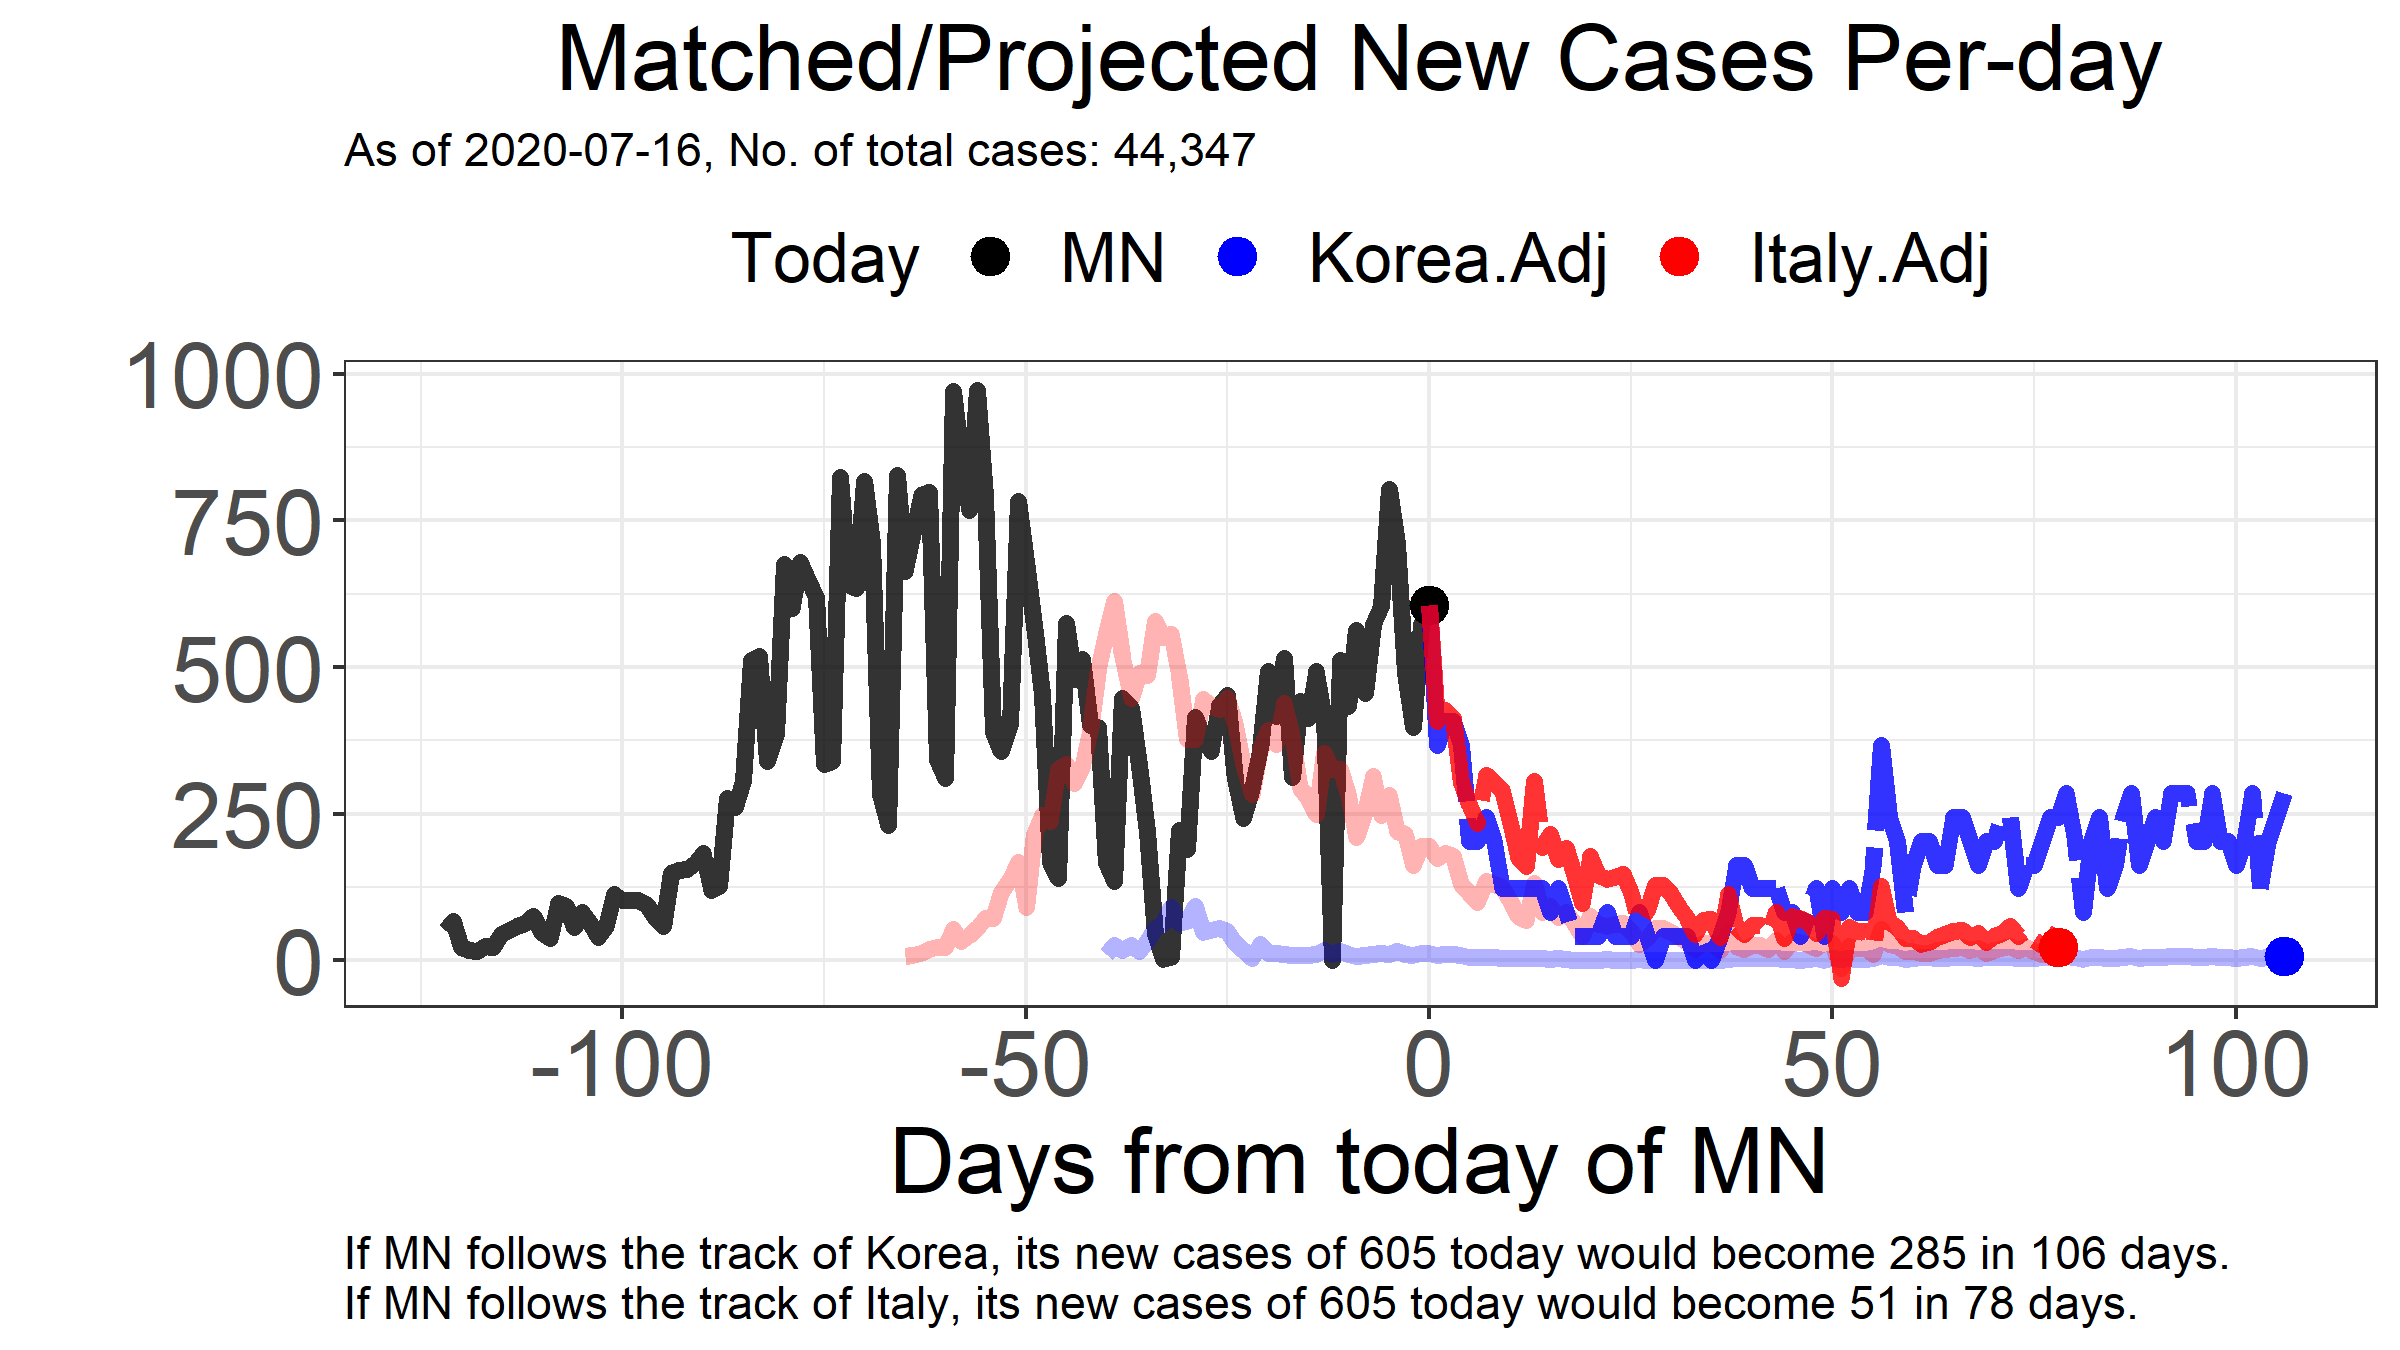 Matched/Projected New Cases Per-day
As of 2020-07-16, No. of total cases: 44,347
Today MN Korea.Adj Italy.Adj
1000
750
500
250
0
-100 -50 0 50 100
Days from today of MN
If MN follows the track of Korea, its new cases of 605 today would become 285 in 106 days.
If MN follows the track of Italy, its new cases of 605 today would become 51 in 78 days.